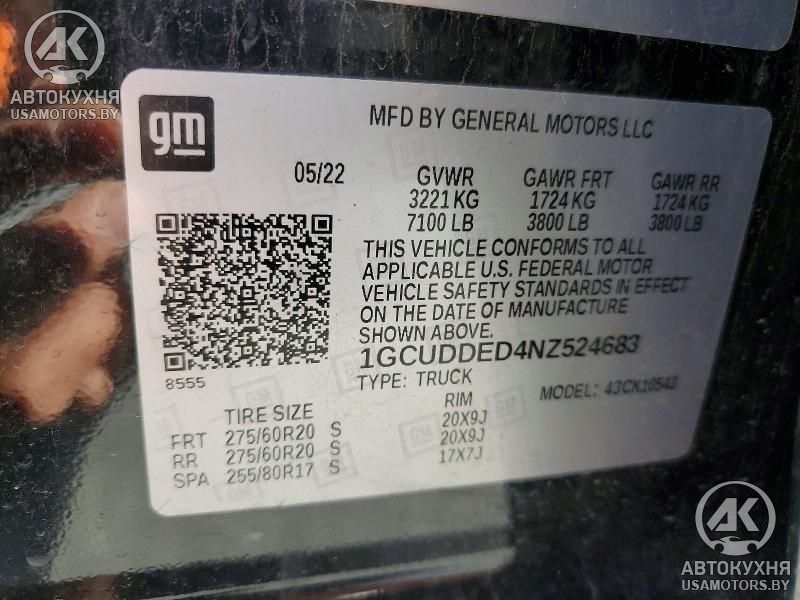 AK
АВТОКУХНЯ
USAMOTORS.BY
gm
MFD BY GENERAL MOTORS LLC
05/22 GVWR GAWR FRT GAWR RR
3221 KG 1724 KG 1724 KG
7100 LB 3800 LB 3800 LB
THIS VEHICLE CONFORMS TO ALL
APPLICABLE U.S. FEDERAL MOTOR
VEHICLE SAFETY STANDARDS IN EFFECT
ON THE DATE OF MANUFACTURE
SHOWN ABOVE.
1GCUDDED4NZ524683
8555
TYPE: TRUCK MODEL: 43CK10543
TIRE SIZE RIM
FRT 275/60R20 S 20X9J
RR 275/60R20 S 20X9J
SPA 255/80R17 S 17X7J
AK
АВТОКУХНЯ
USAMOTORS.BY